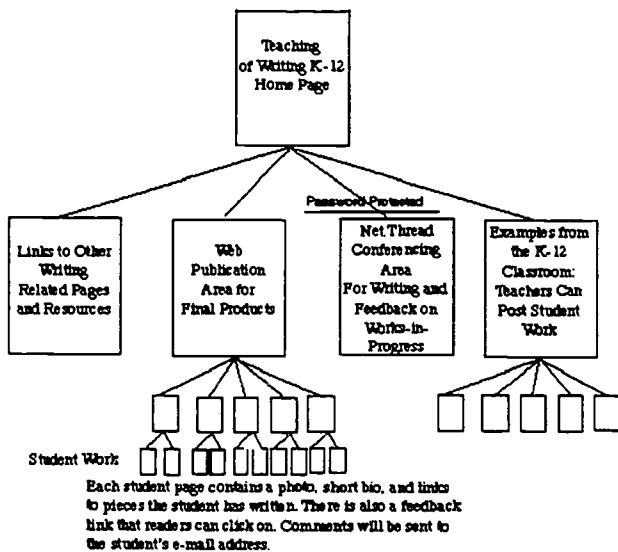 Teaching
of Writing K-12
Home Page
Password Protected
Links to Other
Writing
Related Pages
and Resources
Web
Publication
Area for
Final Products
Net.Thread
Conferencing
Area
For Writing and
Feedback on
Works-in-
Progress
Examples from
the K-12
Classroom:
Teachers Can
Post Student
Work
Student Work
Each student page contains a photo, short bio, and links
to pieces the student has written. There is also a feedback
link that readers can click on. Comments will be sent to
the student's e-mail address.